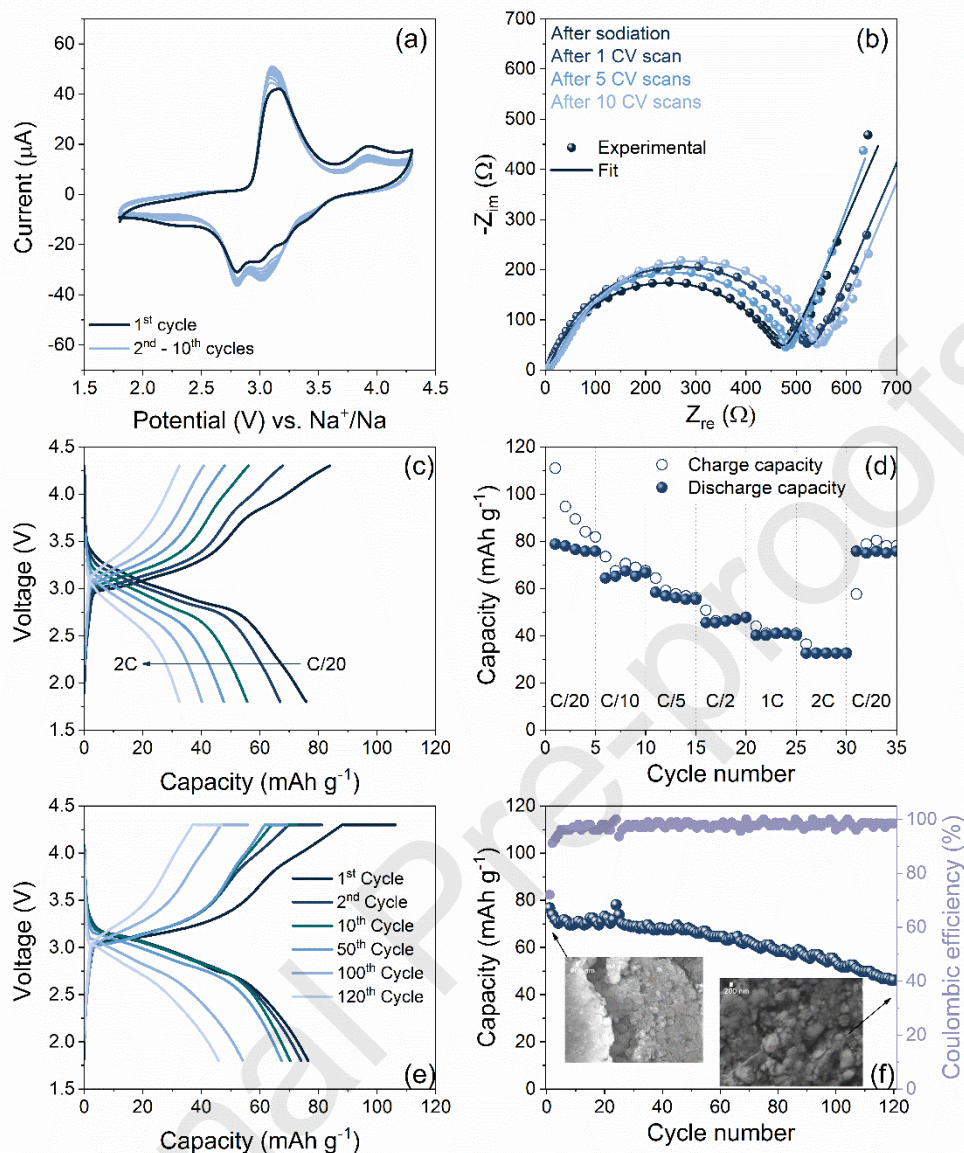 (a)
60
40
20
0
-20
-40
-60
Current (µA)
1st cycle
2nd - 10th cycles
1.5 2.0 2.5 3.0 3.5 4.0 4.5
Potential (V) vs. Na+/Na
(b)
After sodiation
After 1 CV scan
After 5 CV scans
After 10 CV scans
Experimental
Fit
700
600
500
400
300
200
100
0
-Zim (Ω)
0 100 200 300 400 500 600 700
Zre (Ω)
(c)
4.5
4.0
3.5
3.0
2.5
2.0
1.5
Voltage (V)
2C C/20
0 20 40 60 80 100 120
Capacity (mAh g-1)
(d)
Charge capacity
Discharge capacity
120
100
80
60
40
20
0
Capacity (mAh g-1)
C/20 C/10 C/5 C/2 1C 2C C/20
0 5 10 15 20 25 30 35
Cycle number
4.5
4.0
3.5
3.0
2.5
2.0
1.5
Voltage (V)
1st Cycle
2nd Cycle
10th Cycle
50th Cycle
100th Cycle
120th Cycle
(e)
0 20 40 60 80 100 120
Capacity (mAh g-1)
120
100
80
60
40
20
0
Capacity (mAh g-1)
200 nm
(f)
100
80
60
40
20
0
Coulombic efficiency (%)
0 20 40 60 80 100 120
Cycle number
nal Pre-proofs